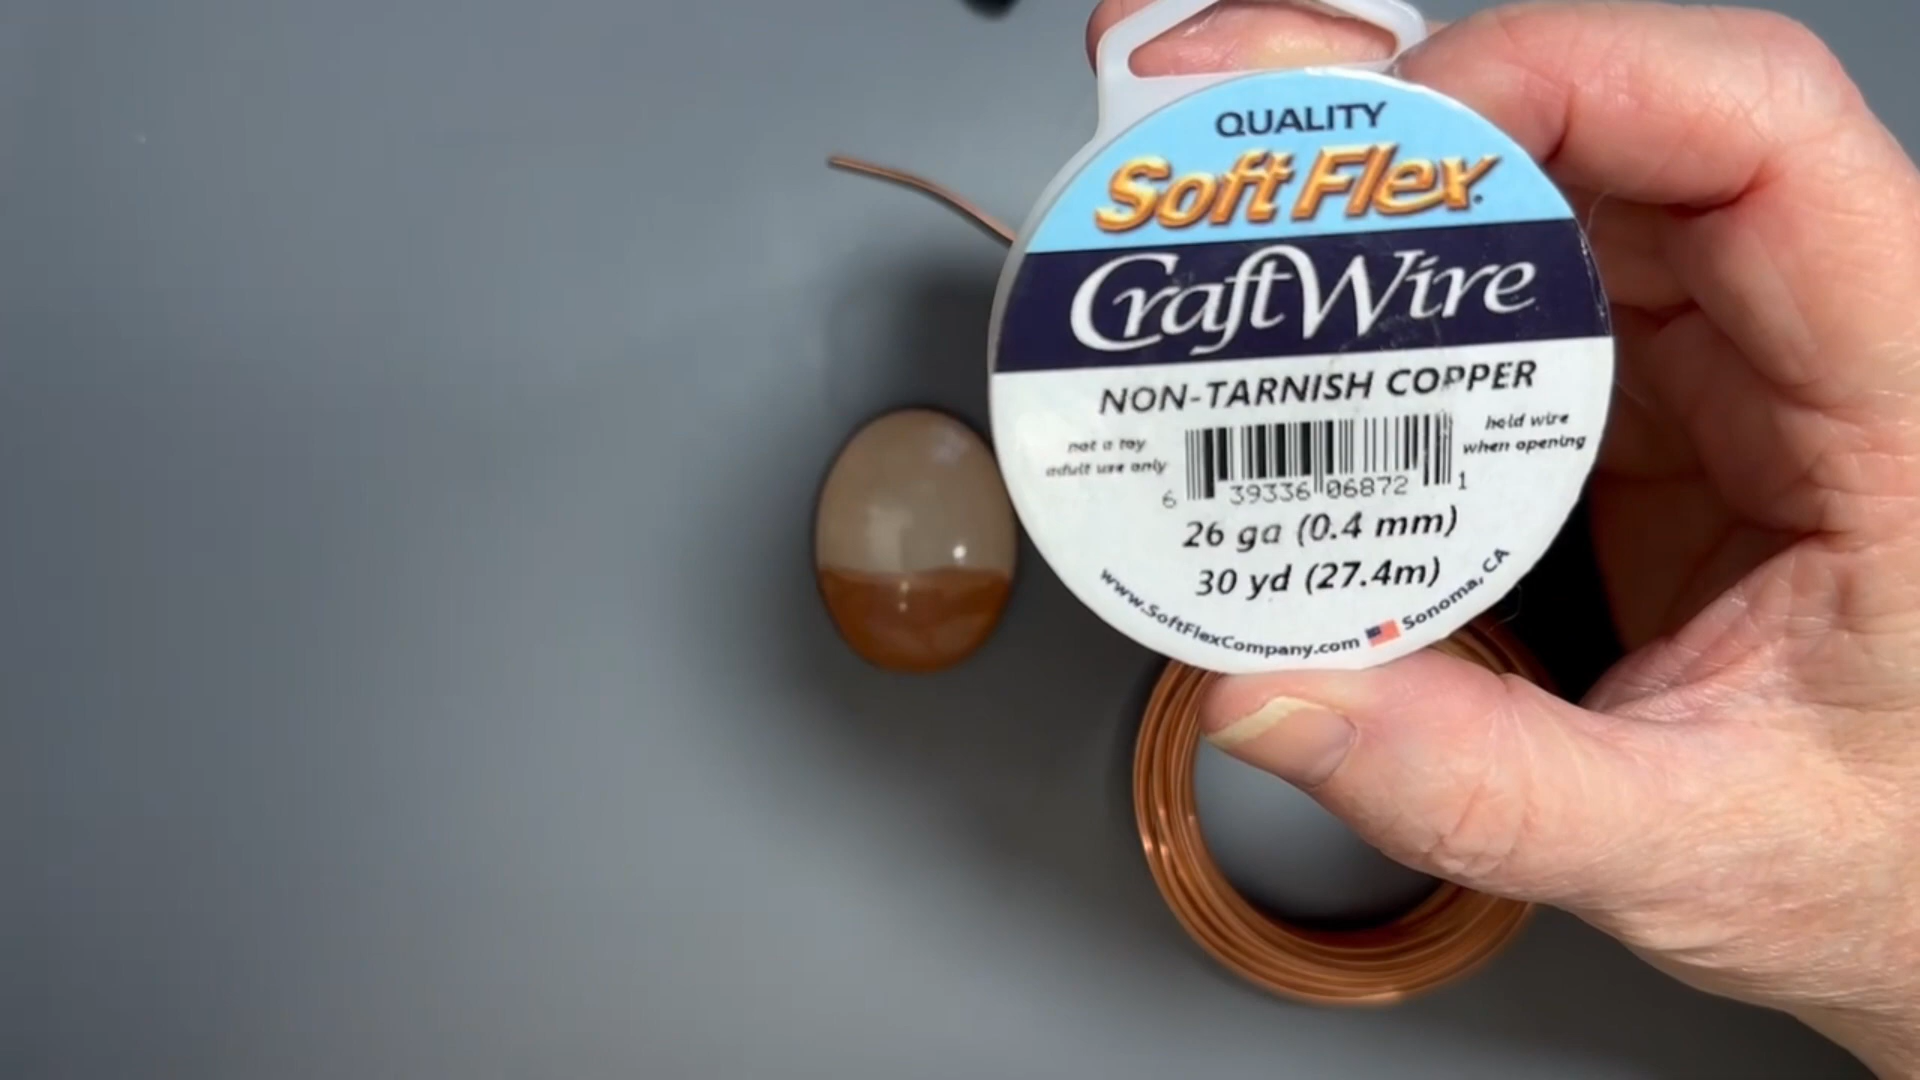 QUALITY
Soft Flex
CraftWire
NON-TARNISH COPPER
not a toy
adult use only
hold wire
when opening
6 39336 06872 1
26 ga (0.4 mm)
30 yd (27.4m)
www.SoftFlexCompany.com Sonoma, CA